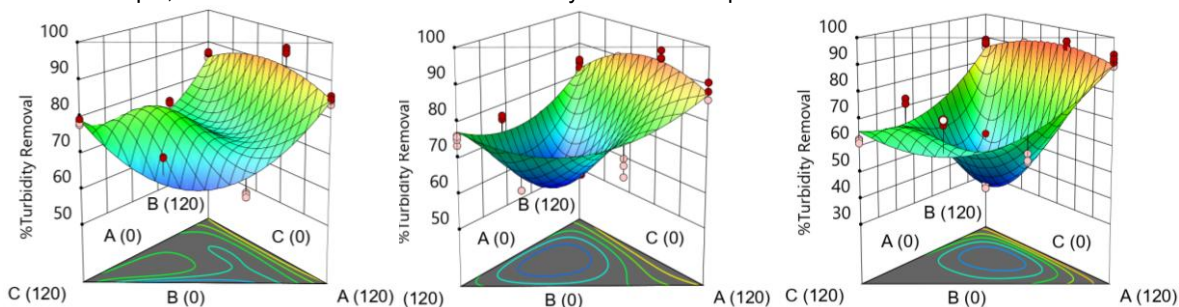 100
90
80
70
60
50
%Turbidity Removal
B (120)
A (0)
C (0)
C (120)
B (0)
A (120)
100
90
80
70
60
50
%Turbidity Removal
B (120)
A (0)
C (0)
(120)
B (0)
A (120)
100
90
80
70
60
50
40
30
%Turbidity Removal
B (120)
A (0)
C (0)
C (120)
B (0)
A (120)